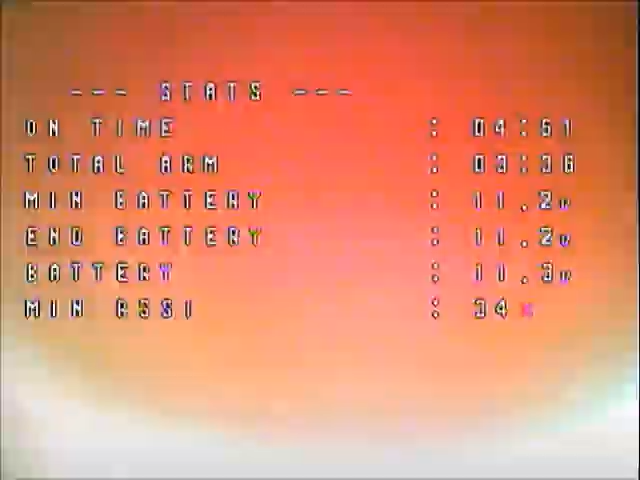 --- STATS ---
ON TIME : 04:51
TOTAL ARM : 03:36
MIN BATTERY : 11.2v
END BATTERY : 11.2v
BATTERY : 11.3v
MIN RSSI : 34%